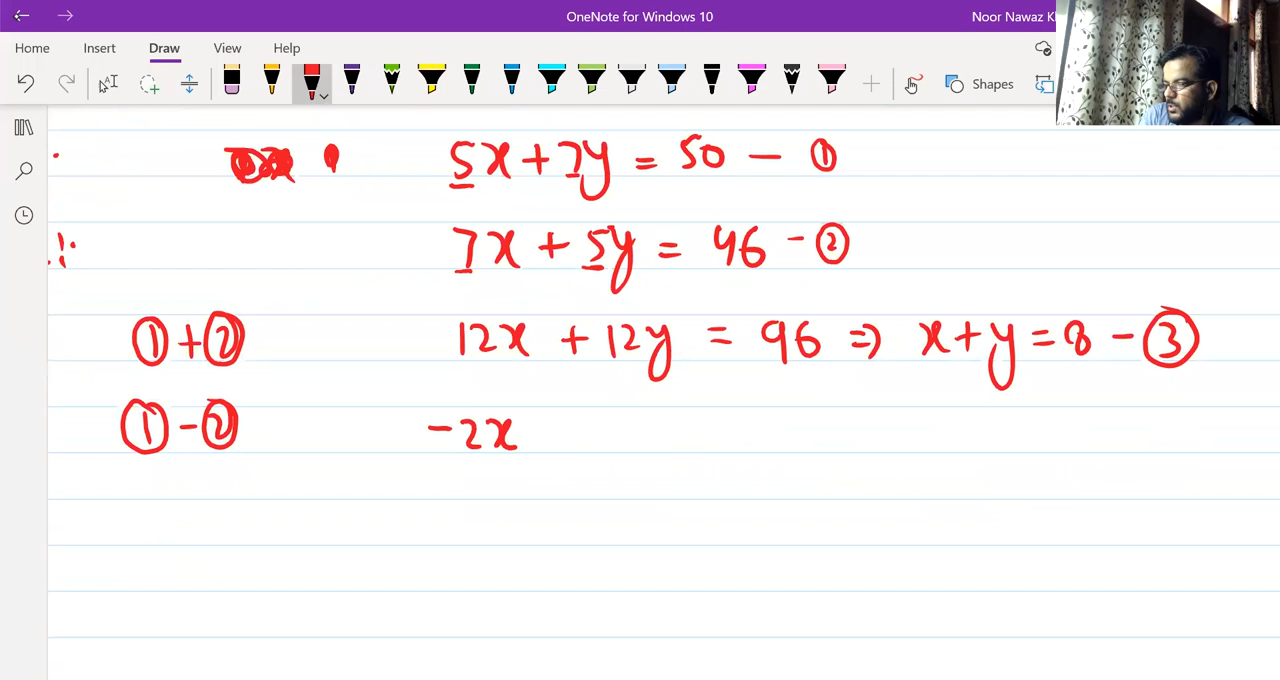 OneNote for Windows 10
Noor Nawaz Kh
Home Insert Draw View Help
Shapes
5x + 7y = 50 - ①
∴ 7x + 5y = 46 - ②
① + ② 12x + 12y = 96 ⇒ x + y = 8 - ③
① - ② -2x